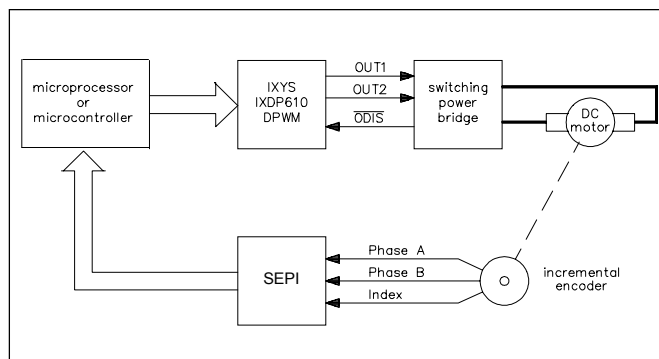 microprocessor
or
microcontroller
IXYS
IXDP610
DPWM
OUT1
OUT2
ODIS
switching
power
bridge
DC
motor
SEPI
Phase A
Phase B
Index
incremental
encoder